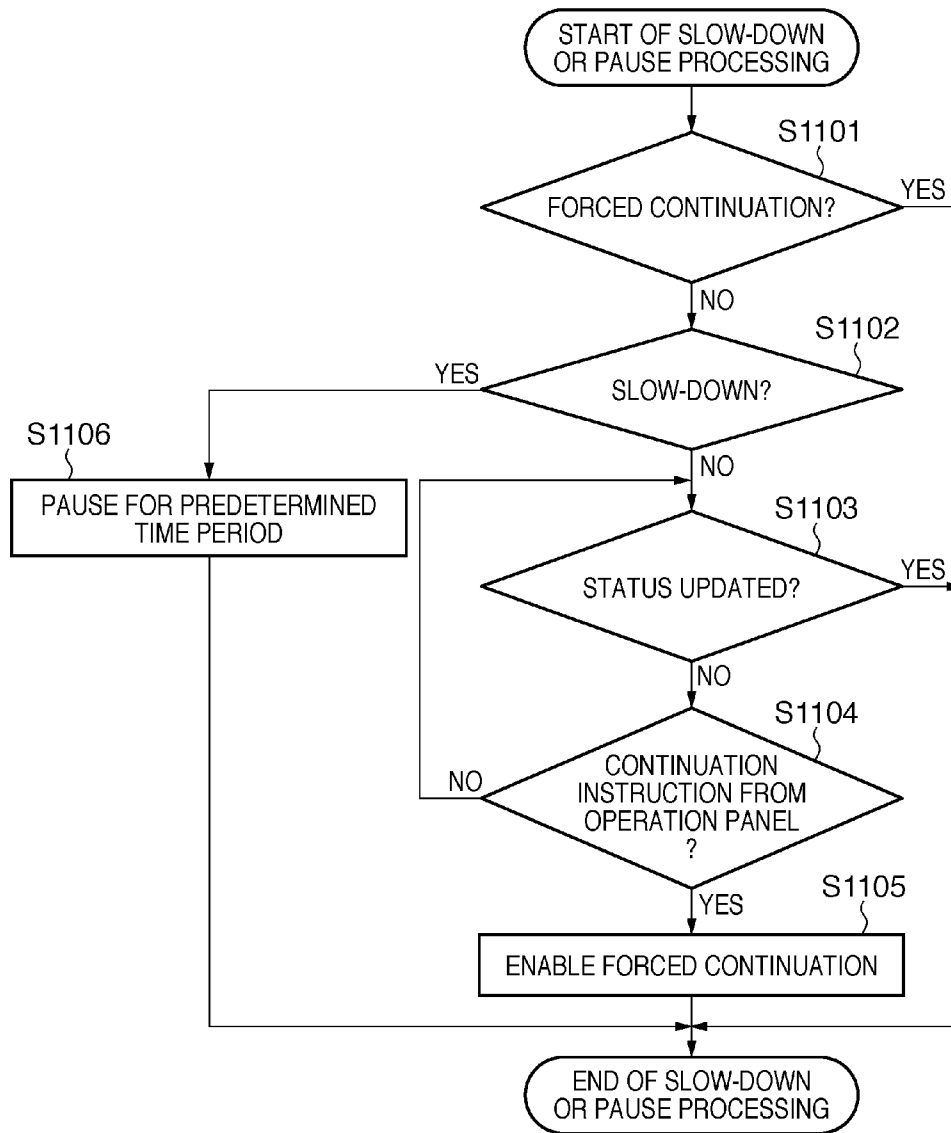 START OF SLOW-DOWN
OR PAUSE PROCESSING
S1101
FORCED CONTINUATION?
YES
NO
S1102
SLOW-DOWN?
YES
NO
S1106
PAUSE FOR PREDETERMINED
TIME PERIOD
S1103
STATUS UPDATED?
YES
NO
S1104
CONTINUATION
INSTRUCTION FROM
OPERATION PANEL
?
NO
YES
S1105
ENABLE FORCED CONTINUATION
END OF SLOW-DOWN
OR PAUSE PROCESSING